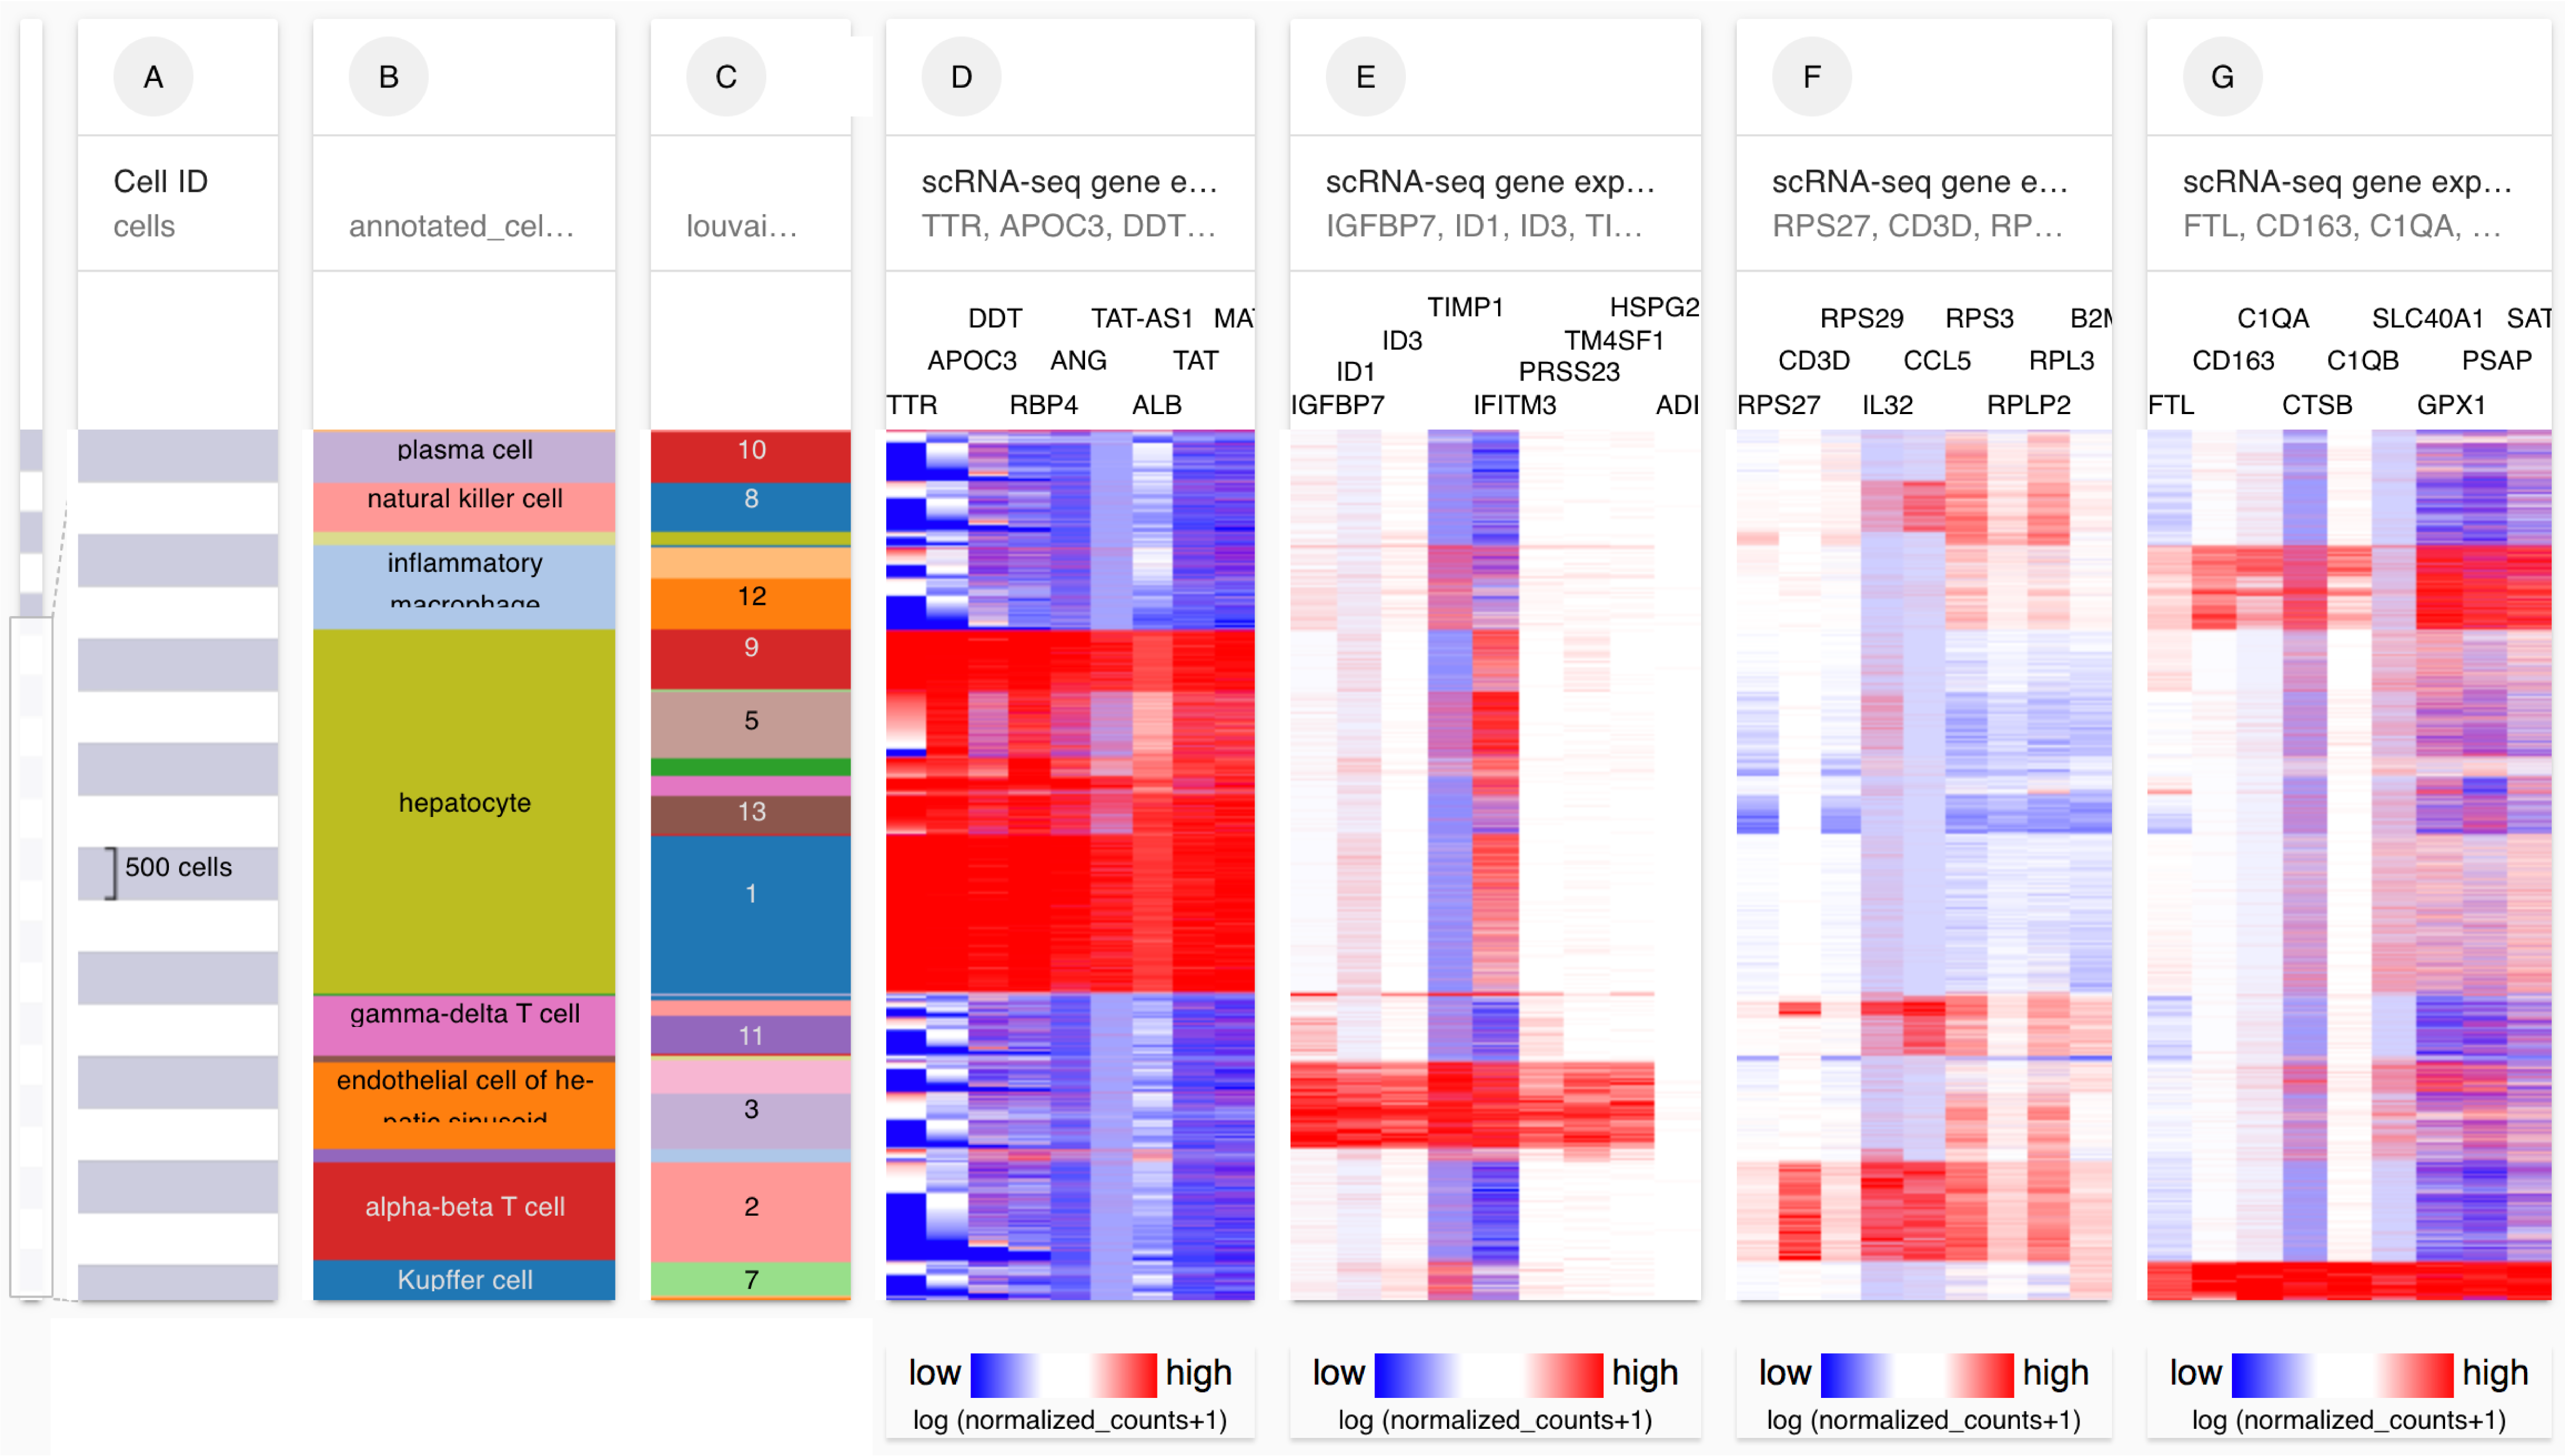 A
B
C
D
E
F
G
Cell ID
cells
annotated_cel...
louvai...
scRNA-seq gene e...
TTR, APOC3, DDT...
scRNA-seq gene exp...
IGFBP7, ID1, ID3, TI...
scRNA-seq gene e...
RPS27, CD3D, RP...
scRNA-seq gene exp...
FTL, CD163, C1QA, ...
DDT TAT-AS1
APOC3 ANG TAT
TTR RBP4 ALB
TIMP1 HSPG2
ID3 TM4SF1
ID1 PRSS23
IGFBP7 IFITM3 ADI
RPS29 RPS3
CD3D CCL5 RPL3
RPS27 IL32 RPLP2
C1QA SLC40A1 SAT
CD163 C1QB PSAP
FTL CTSB GPX1
500 cells
plasma cell
natural killer cell
inflammatory
macrophage
hepatocyte
gamma-delta T cell
endothelial cell of he-
patic sinusoid
alpha-beta T cell
Kupffer cell
10
8
12
9
5
13
1
11
3
2
7
low high
log (normalized_counts+1)
low high
log (normalized_counts+1)
low high
log (normalized_counts+1)
low high
log (normalized_counts+1)